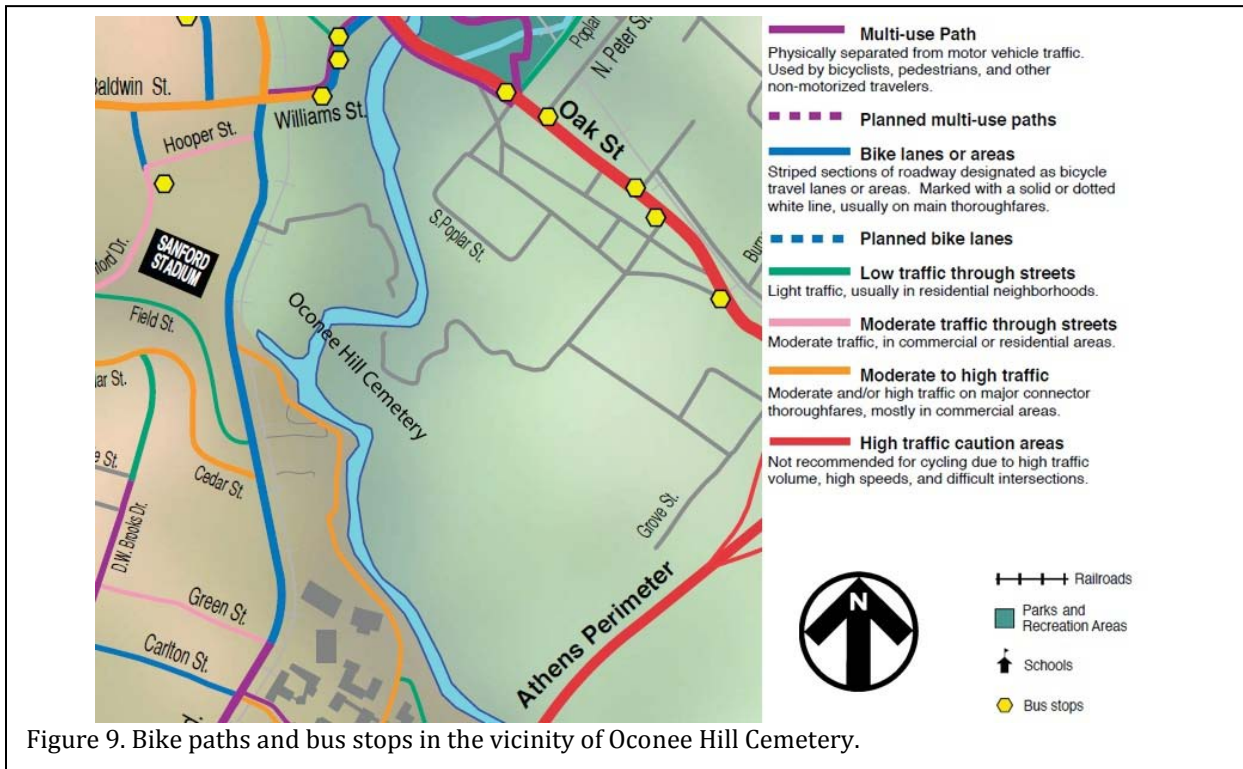 Baldwin St.
Hooper St.
Williams St.
Poplar
N. Peter St.
Oak St
S.Poplar St.
SANFORD
STADIUM
Field St.
Oconee Hill Cemetery
Cedar St.
D.W. Brooks Dr.
Green St.
Carlton St.
Grove St.
Athens Perimeter
Multi-use Path
Physically separated from motor vehicle traffic.
Used by bicyclists, pedestrians, and other
non-motorized travelers.
Planned multi-use paths
Bike lanes or areas
Striped sections of roadway designated as bicycle
travel lanes or areas. Marked with a solid or dotted
white line, usually on main thoroughfares.
Planned bike lanes
Low traffic through streets
Light traffic, usually in residential neighborhoods.
Moderate traffic through streets
Moderate traffic, in commercial or residential areas.
Moderate to high traffic
Moderate and/or high traffic on major connector
thoroughfares, mostly in commercial areas.
High traffic caution areas
Not recommended for cycling due to high traffic
volume, high speeds, and difficult intersections.
N
Railroads
Parks and
Recreation Areas
Schools
Bus stops
Figure 9. Bike paths and bus stops in the vicinity of Oconee Hill Cemetery.